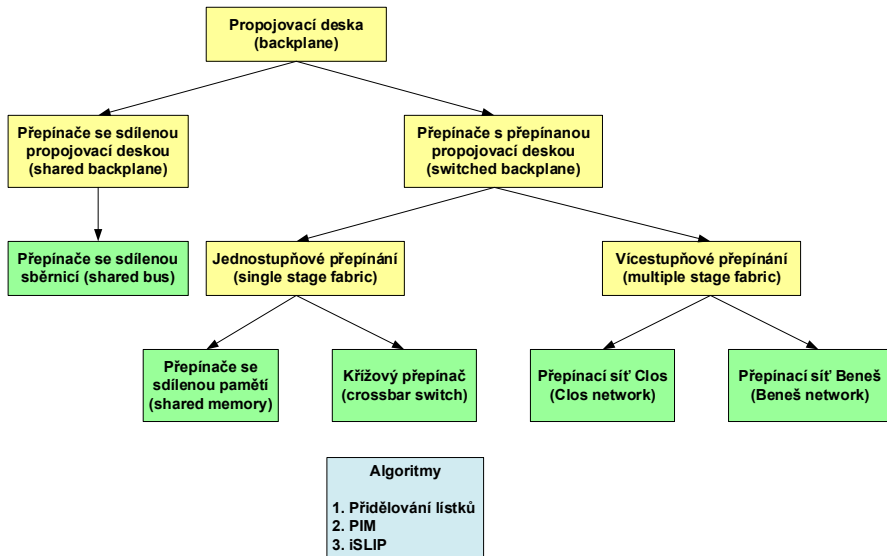 Propojovací deska
(backplane)
Přepínače se sdílenou
propojovací deskou
(shared backplane)
Přepínače s přepínanou
propojovací deskou
(switched backplane)
Přepínače se sdílenou
sběrnicí (shared bus)
Jednostupňové přepínání
(single stage fabric)
Vícestupňové přepínání
(multiple stage fabric)
Přepínače se
sdílenou pamětí
(shared memory)
Křížový přepínač
(crossbar switch)
Přepínací síť Clos
(Clos network)
Přepínací síť Beneš
(Beneš network)
Algoritmy
1. Přidělování lístků
2. PIM
3. iSLIP